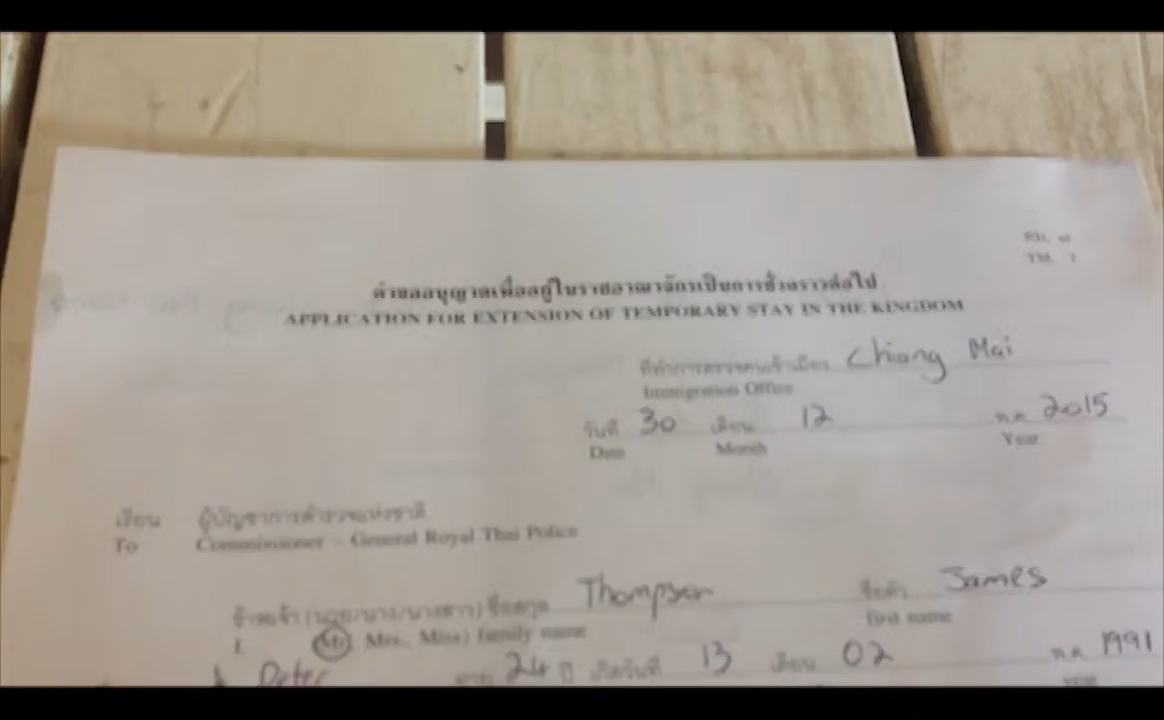 ตม. ๗
TM. 7
คำขออนุญาตเพื่ออยู่ในราชอาณาจักรเป็นการชั่วคราวต่อไป
APPLICATION FOR EXTENSION OF TEMPORARY STAY IN THE KINGDOM
ที่ทำการตรวจคนเข้าเมือง Chiang Mai
Immigration Office
วันที่ 30 เดือน 12 พ.ศ. 2015
Date Month Year
เรียน ผู้บัญชาการตำรวจแห่งชาติ
To Commissioner – General Royal Thai Police
ข้าพเจ้า (นาย/นาง/นางสาว) ชื่อสกุล Thompson ชื่อตัว James
I, (Mr., Mrs., Miss) family name first name
Peter อายุ 24 ปี เกิดวันที่ 13 เดือน 02 พ.ศ. 1991